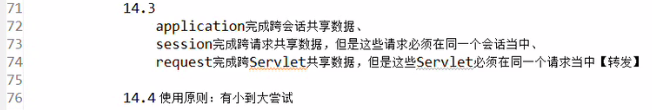 71 14.3
72 application完成跨会话共享数据、
73 session完成跨请求共享数据，但是这些请求必须在同一个会话当中、
74 request完成跨Servlet共享数据，但是这些Servlet必须在同一个请求当中【转发】
75
76 14.4 使用原则：有小到大尝试